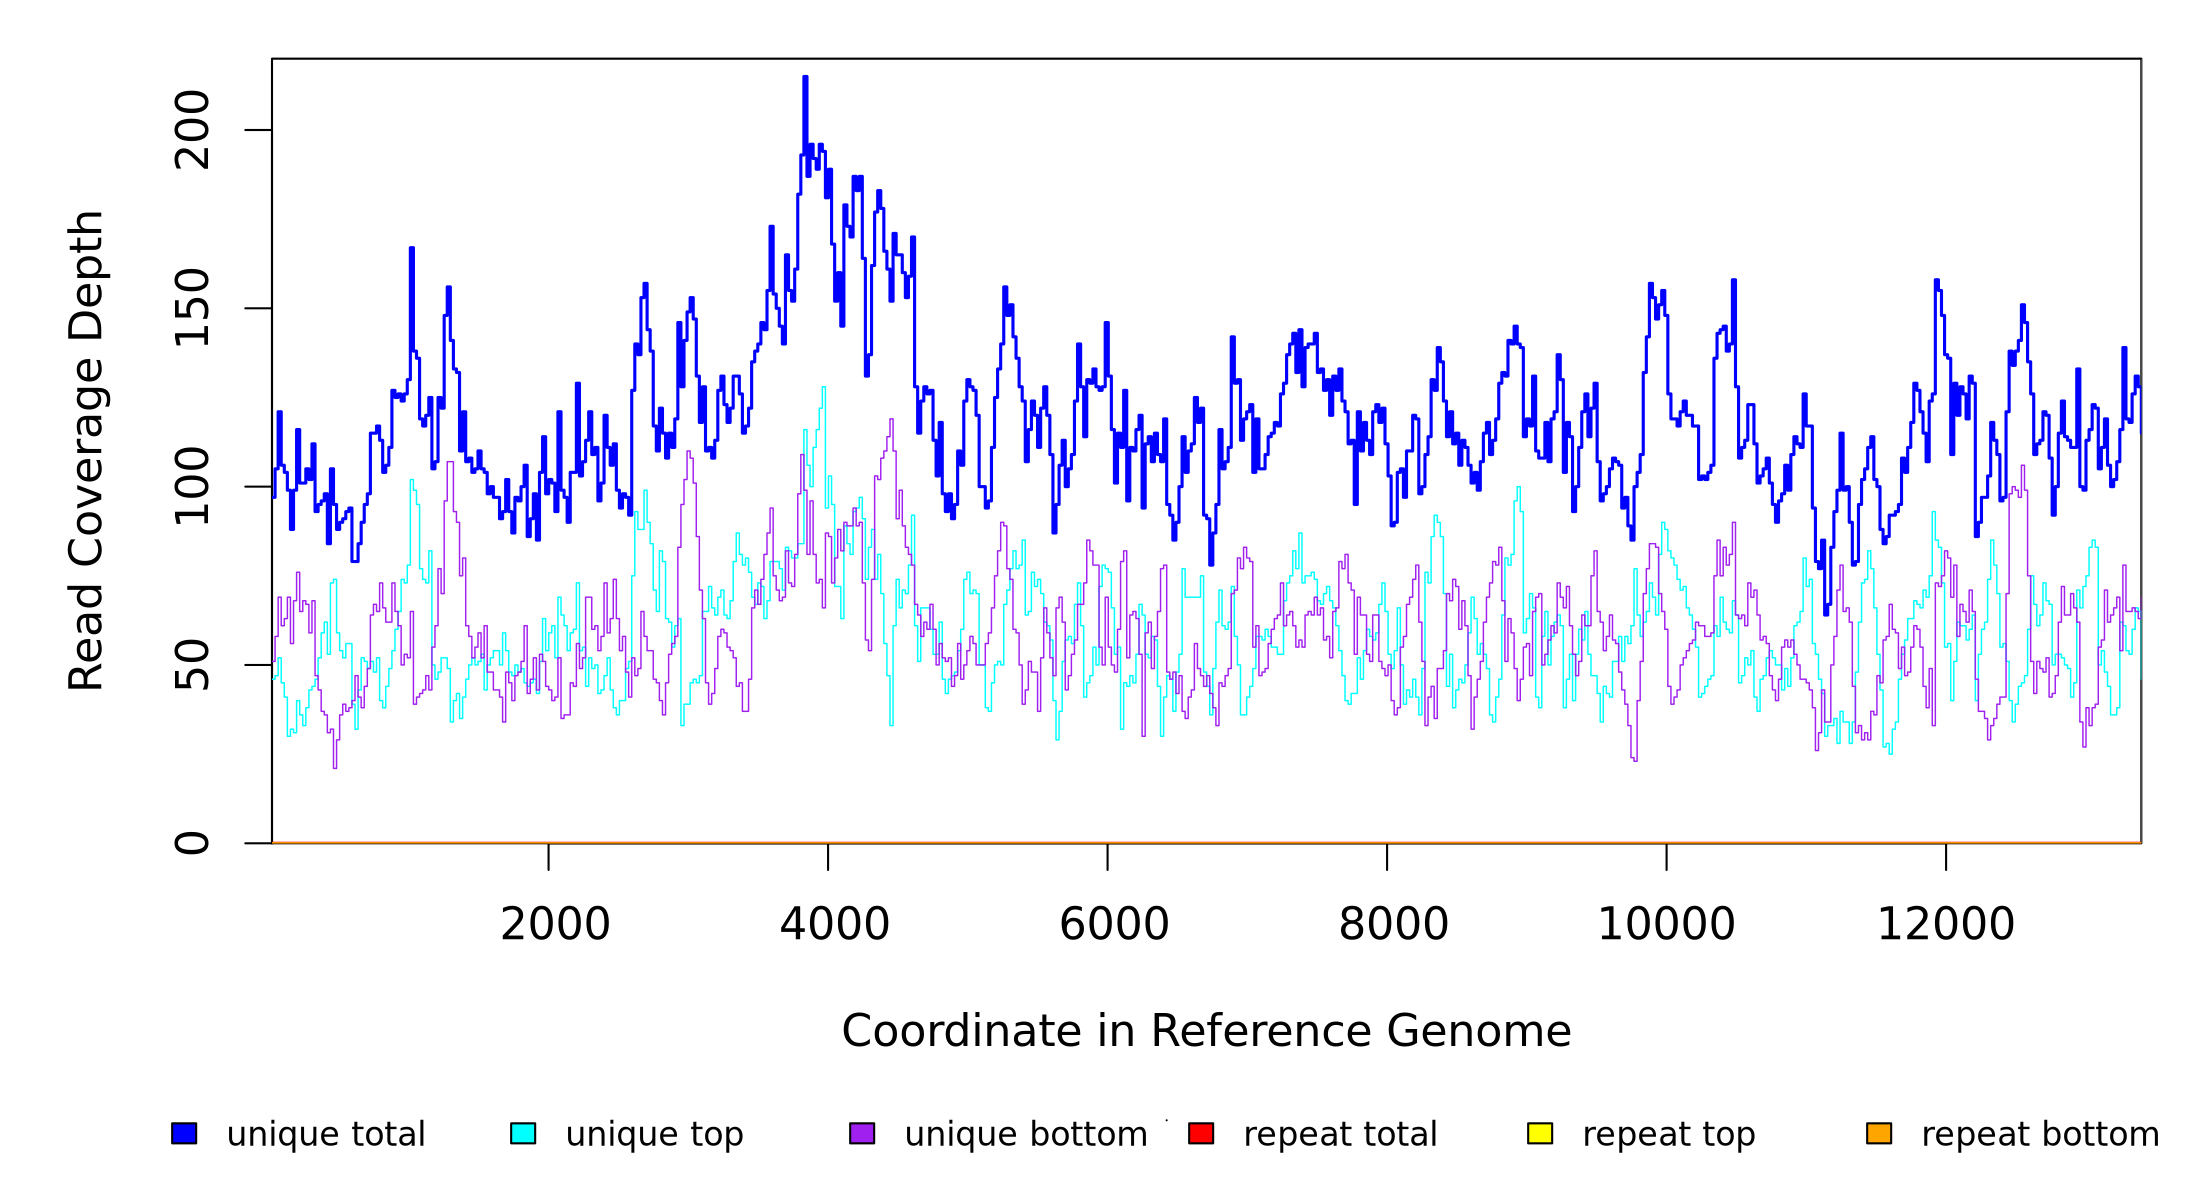 Read Coverage Depth
200
150
100
50
0
2000 4000 6000 8000 10000 12000
Coordinate in Reference Genome
unique total unique top unique bottom repeat total repeat top repeat bottom